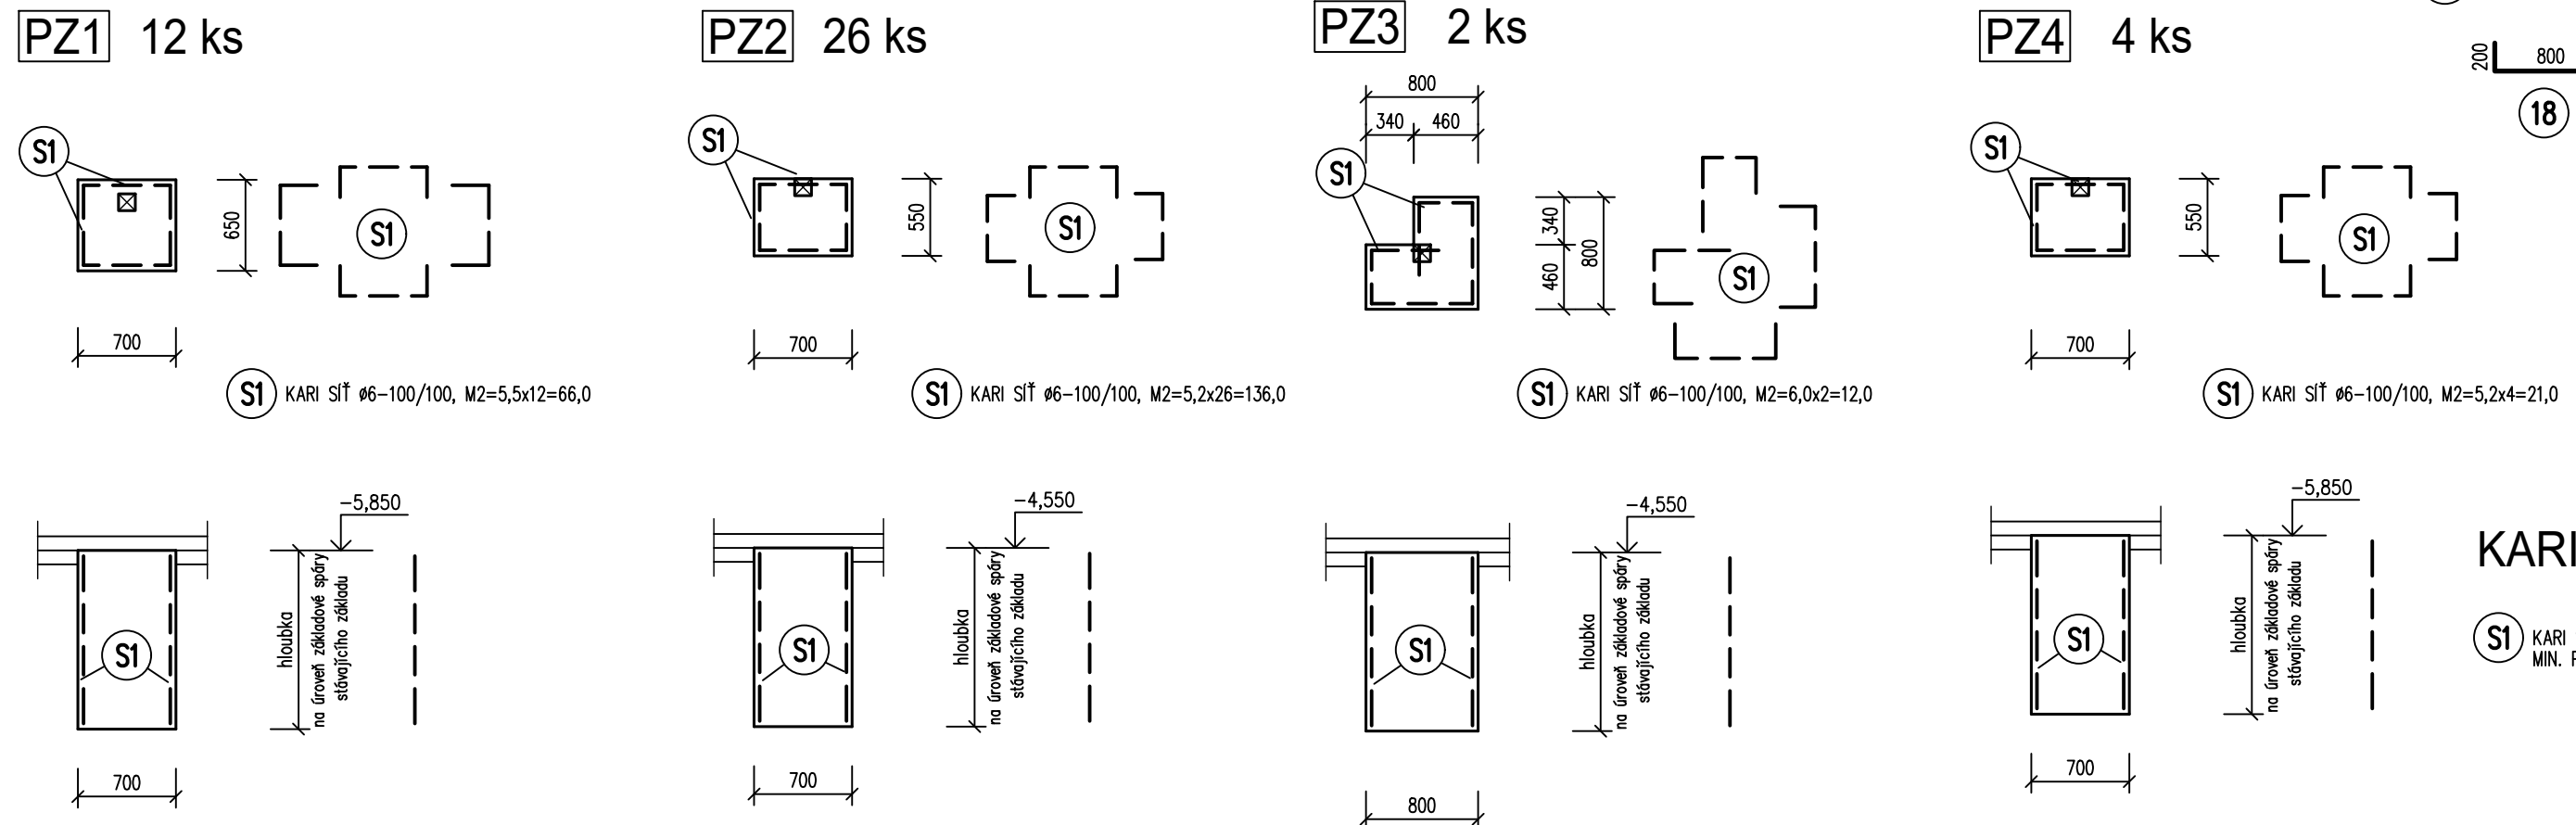 PZ1 12 ks
S1
650
S1
700
S1 KARI SÍŤ ø6-100/100, M2=5,5x12=66,0
-5,850
hloubka
na úroveň základové spáry
stávajícího základu
S1
700
PZ2 26 ks
S1
550
S1
700
S1 KARI SÍŤ ø6-100/100, M2=5,2x26=136,0
-4,550
hloubka
na úroveň základové spáry
stávajícího základu
S1
700
PZ3 2 ks
800
340 460
S1
340
460
800
S1
S1 KARI SÍŤ ø6-100/100, M2=6,0x2=12,0
-4,550
hloubka
na úroveň základové spáry
stávajícího základu
S1
800
PZ4 4 ks
S1
550
S1
700
S1 KARI SÍŤ ø6-100/100, M2=5,2x4=21,0
-5,850
hloubka
na úroveň základové spáry
stávajícího základu
S1
700
200
800
18
KARI
S1 KARI
MIN.